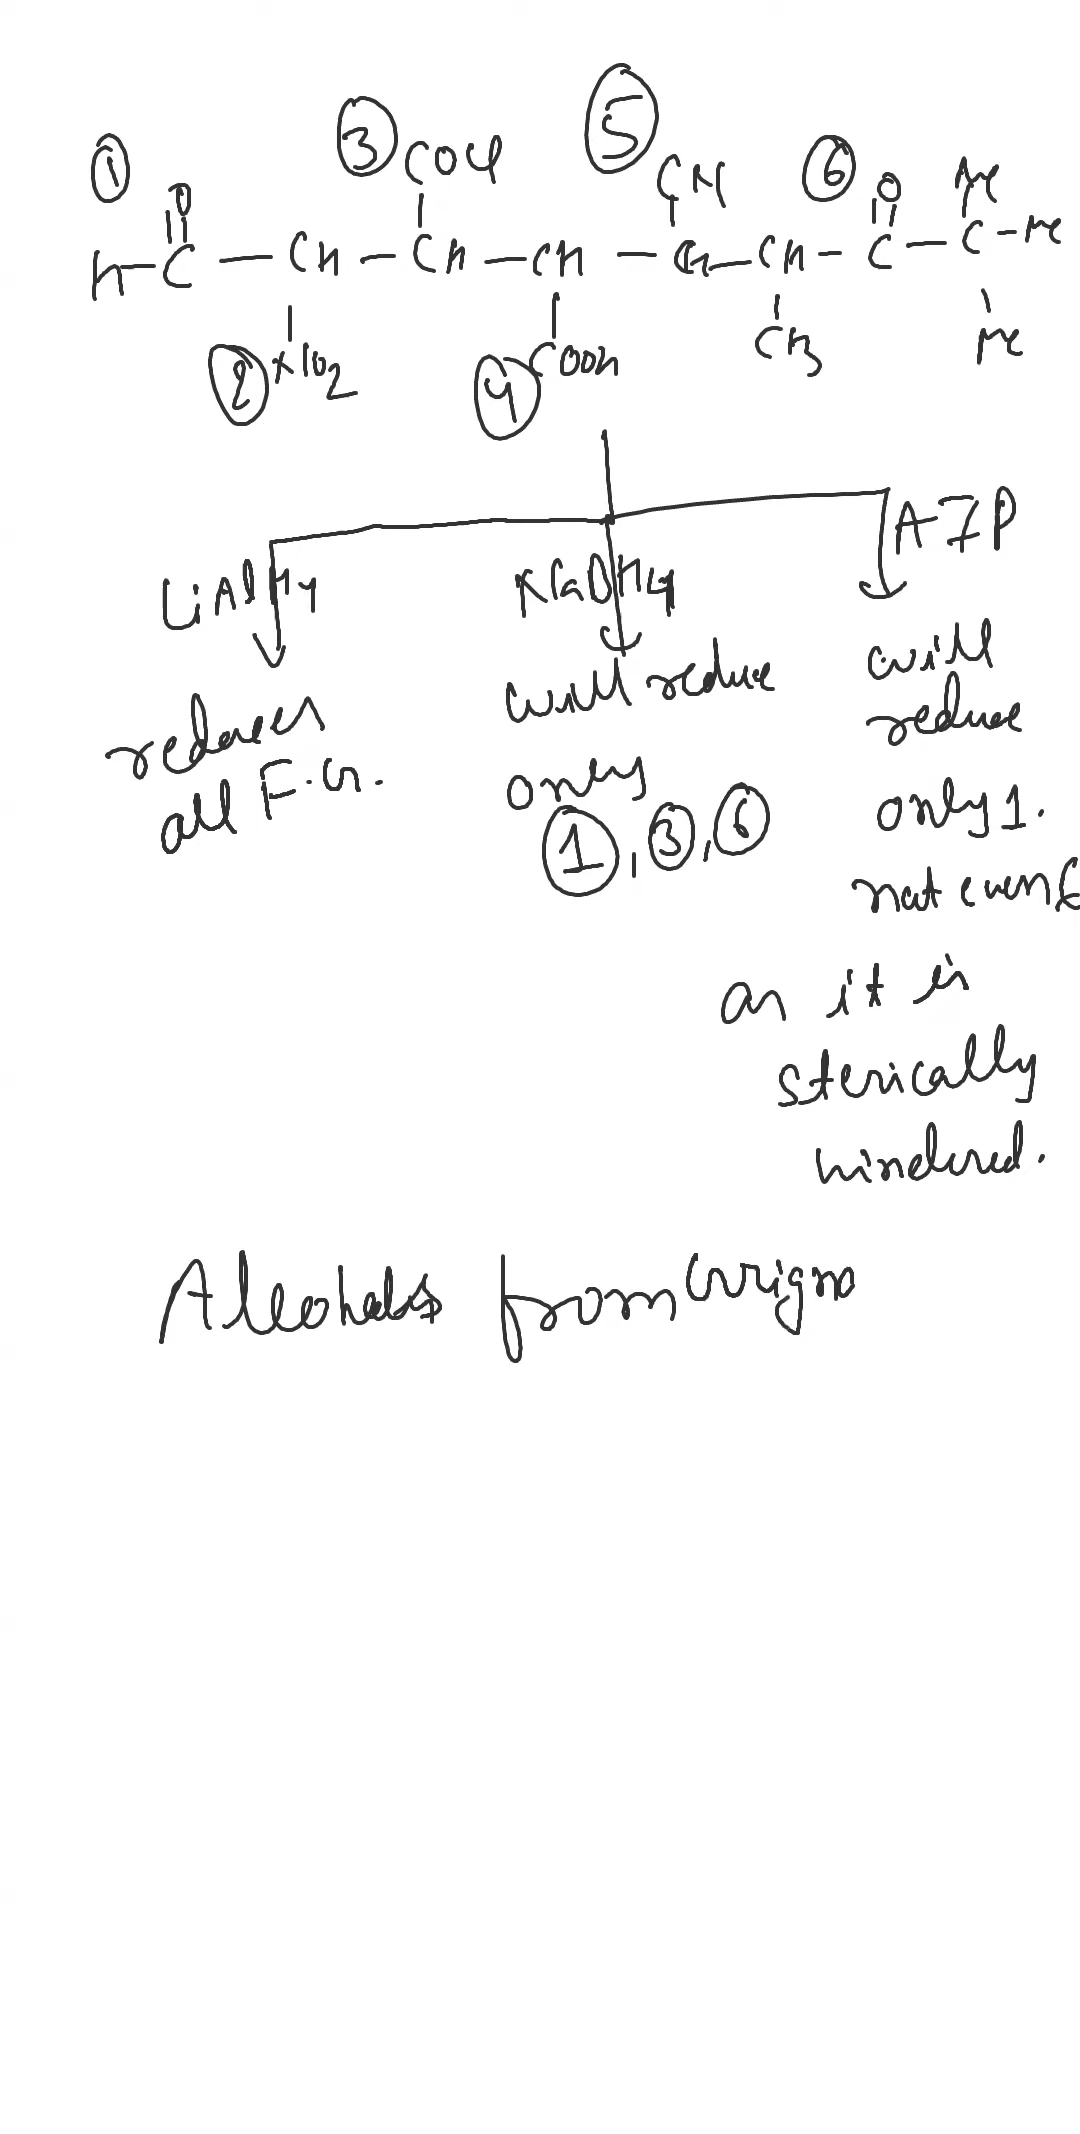 ① ③ COCl ⑤ CN ⑥ O Me
O
H-C — CH — CH — CH — CH — CH - C — C - Me
② NO2 ④ COOH CH3 Me
AIP
LiAlH4 NaBH4
reduces will reduce will
all F.G. only reduce
①, ③, ⑥ only 1.
not even 6
as it is
sterically
hindered.
Alcohols from Grigna